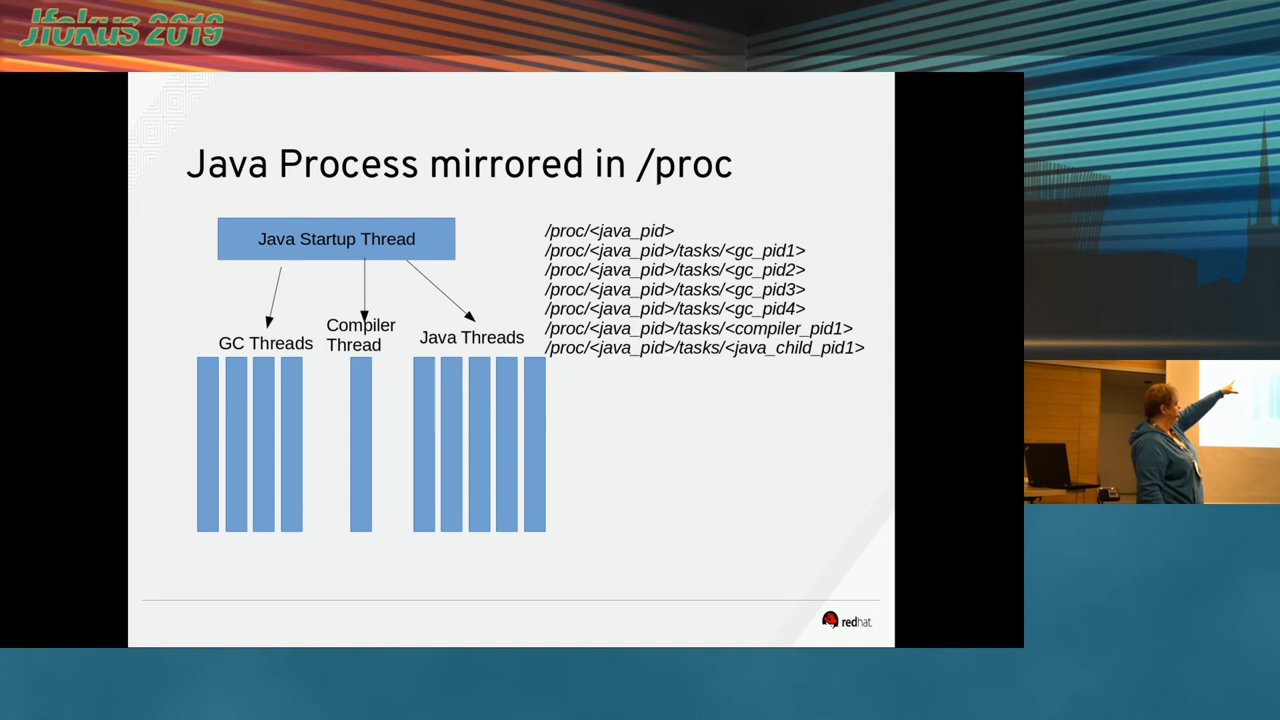 Jfokus 2019
Java Process mirrored in /proc
Java Startup Thread
/proc/<java_pid>
/proc/<java_pid>/tasks/<gc_pid1>
/proc/<java_pid>/tasks/<gc_pid2>
/proc/<java_pid>/tasks/<gc_pid3>
/proc/<java_pid>/tasks/<gc_pid4>
/proc/<java_pid>/tasks/<compiler_pid1>
/proc/<java_pid>/tasks/<java_child_pid1>
GC Threads
Compiler
Thread
Java Threads
redhat.